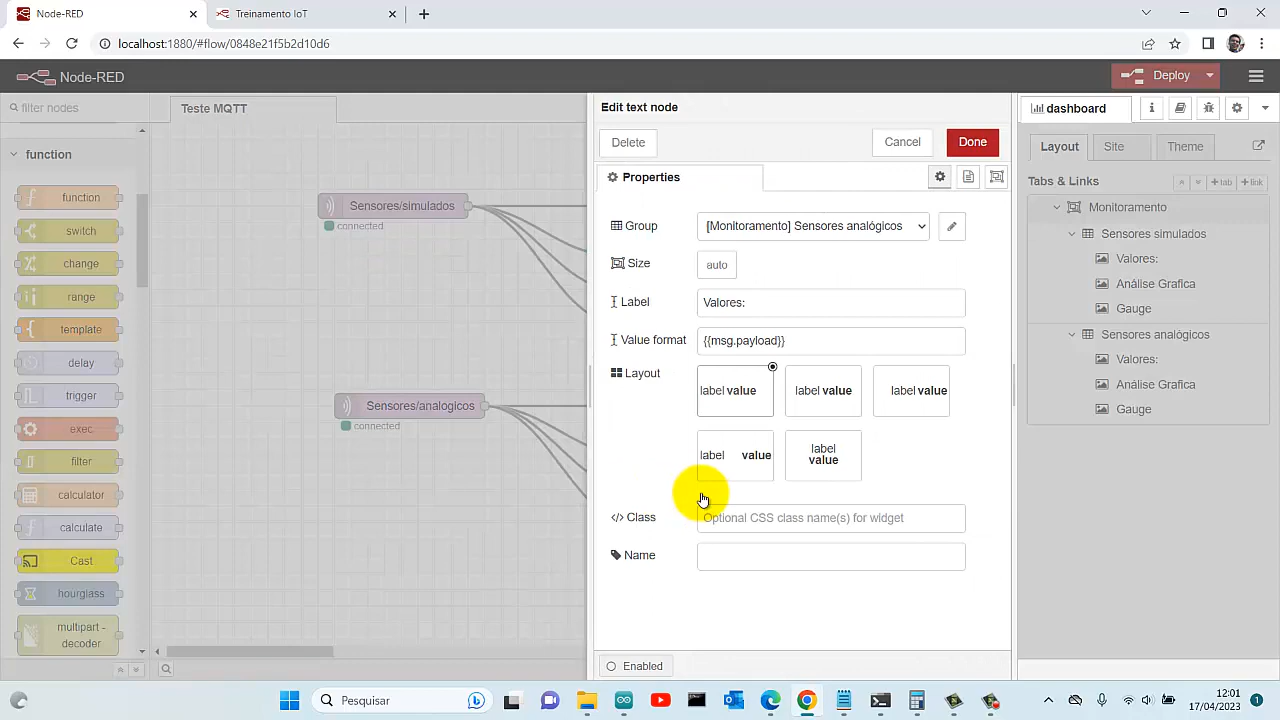 Node-RED
Treinamento IoT
localhost:1880/#flow/0848e21f5b2d10d6
Node-RED
Deploy
filter nodes
Teste MQTT
Edit text node
dashboard
Delete
Cancel
Done
function
Properties
Layout
Site
Theme
Tabs & Links
tab
link
function
switch
change
range
template
delay
trigger
exec
filter
calculator
calculate
Cast
hourglass
multipart -
decoder
Sensores/simulados
connected
Sensores/analogicos
connected
Group
[Monitoramento] Sensores analógicos
Size
auto
Label
Valores:
Value format
{{msg.payload}}
Layout
label value
label value
label value
label value
label
value
</> Class
Optional CSS class name(s) for widget
Name
Enabled
Monitoramento
Sensores simulados
Valores:
Análise Grafica
Gauge
Sensores analógicos
Valores:
Análise Grafica
Gauge
Pesquisar
12:01
17/04/2023
1